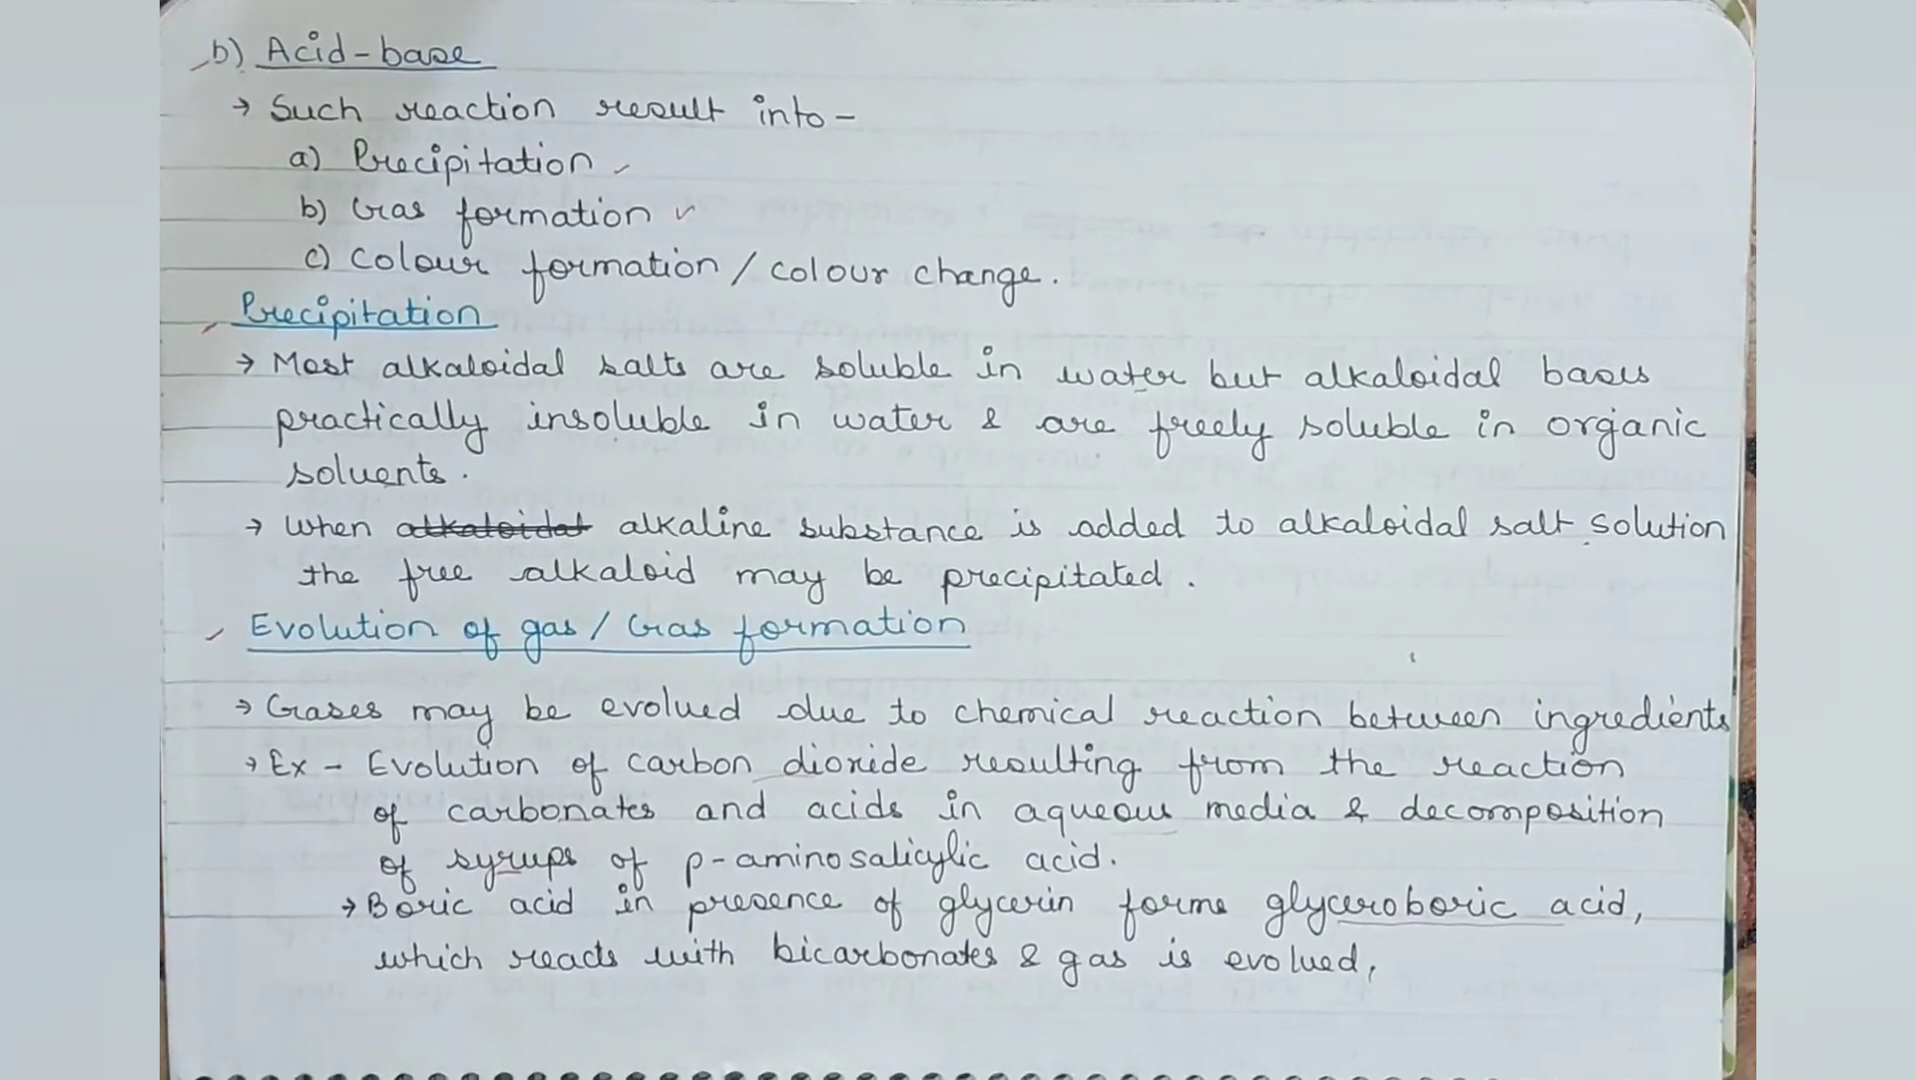 b) Acid-base
→ Such reaction result into -
a) Precipitation
b) Gas formation
c) Colour formation / colour change.
Precipitation
→ Most alkaloidal salts are soluble in water but alkaloidal bases
practically insoluble in water & are freely soluble in organic
solvents.
→ When alkaloidal alkaline substance is added to alkaloidal salt solution
the free alkaloid may be precipitated.
Evolution of gas / Gas formation
→ Gases may be evolved due to chemical reaction between ingredients
→ Ex - Evolution of carbon dioxide resulting from the reaction
of carbonates and acids in aqueous media & decomposition
of syrups of p-aminosalicylic acid.
→ Boric acid in presence of glycerin forms glyceroboric acid,
which reacts with bicarbonates & gas is evolved,